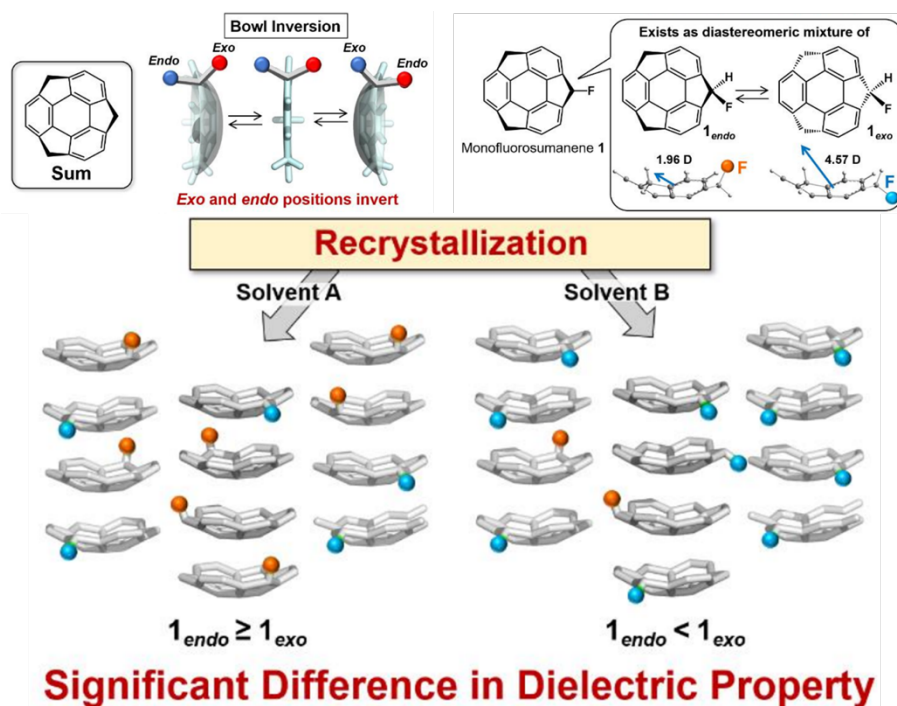 Bowl Inversion
Endo
Exo
Exo
Endo
Sum
Exo and endo positions invert
Exists as diastereomeric mixture of
F
H
F
H
F
Monofluorosumanene 1
1endo
1exo
1.96 D
F
4.57 D
F
Recrystallization
Solvent A
Solvent B
1endo ≥ 1exo
1endo < 1exo
Significant Difference in Dielectric Property